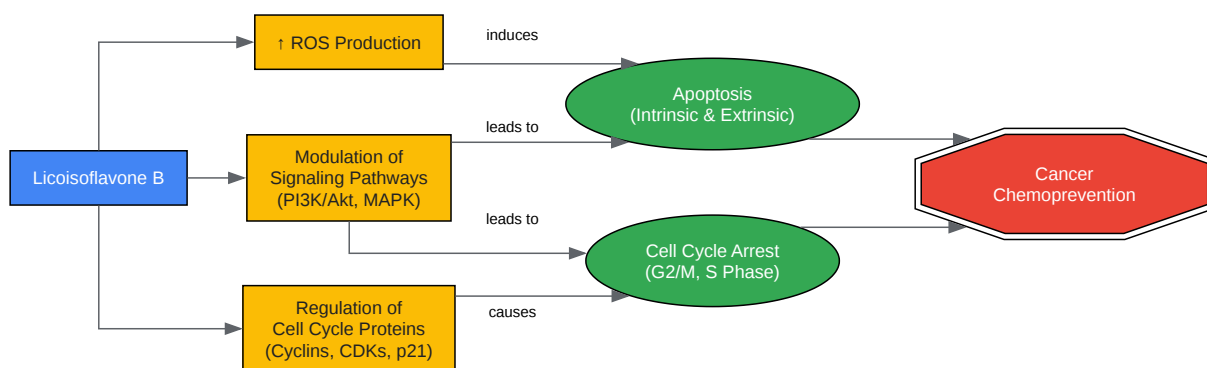 ↑ ROS Production
induces
Apoptosis
(Intrinsic & Extrinsic)
leads to
Licoisoflavone B
Modulation of
Signaling Pathways
(PI3K/Akt, MAPK)
Cancer
Chemoprevention
leads to
Cell Cycle Arrest
(G2/M, S Phase)
Regulation of
Cell Cycle Proteins
(Cyclins, CDKs, p21)
causes